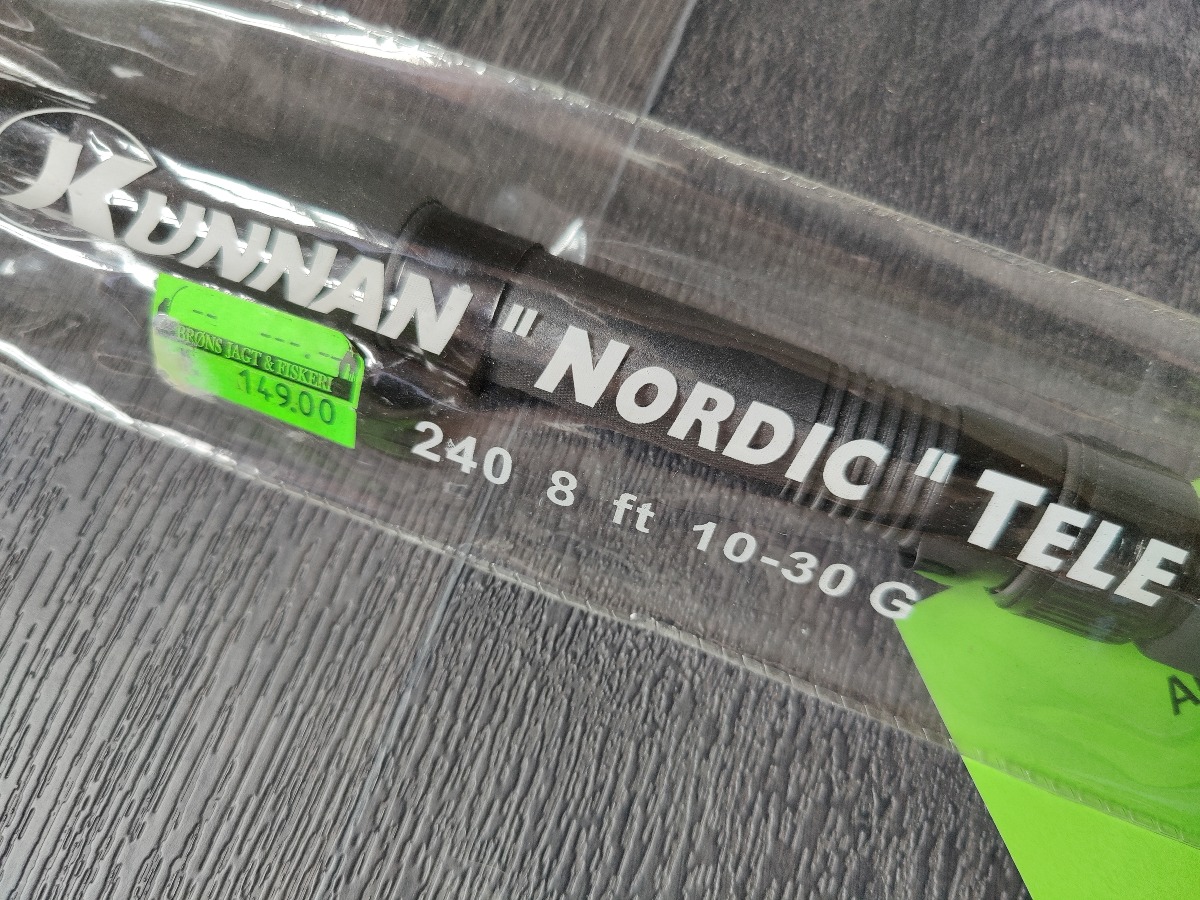 KUNNAN "NORDIC" TELE
BRØNS JAGT & FISKERI
149.00
240 8 ft 10-30 G